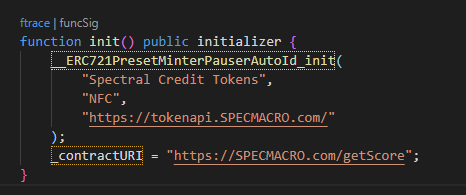 ftrace | funcSig
function init() public initializer {
__ERC721PresetMinterPauserAutoId_init(
"Spectral Credit Tokens",
"NFC",
"https://tokenapi.SPECMACRO.com/"
);
_contractURI = "https://SPECMACRO.com/getScore";
}